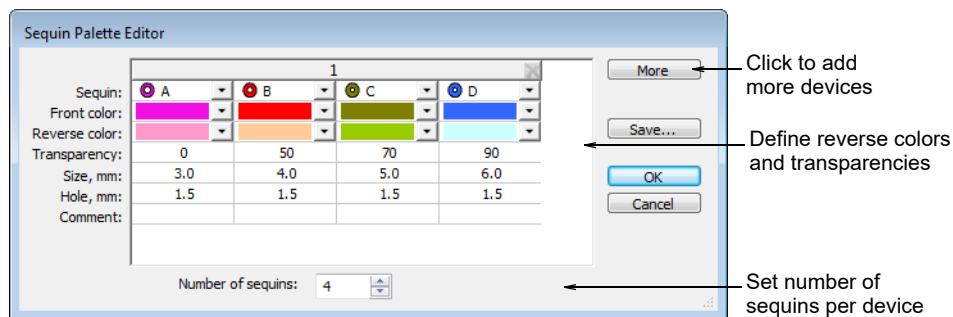 Sequin Palette Editor
1
Sequin: A B C D
Front color:
Reverse color:
Transparency: 0 50 70 90
Size, mm: 3.0 4.0 5.0 6.0
Hole, mm: 1.5 1.5 1.5 1.5
Comment:
Number of sequins: 4
More
Save...
OK
Cancel
Click to add
more devices
Define reverse colors
and transparencies
Set number of
sequins per device